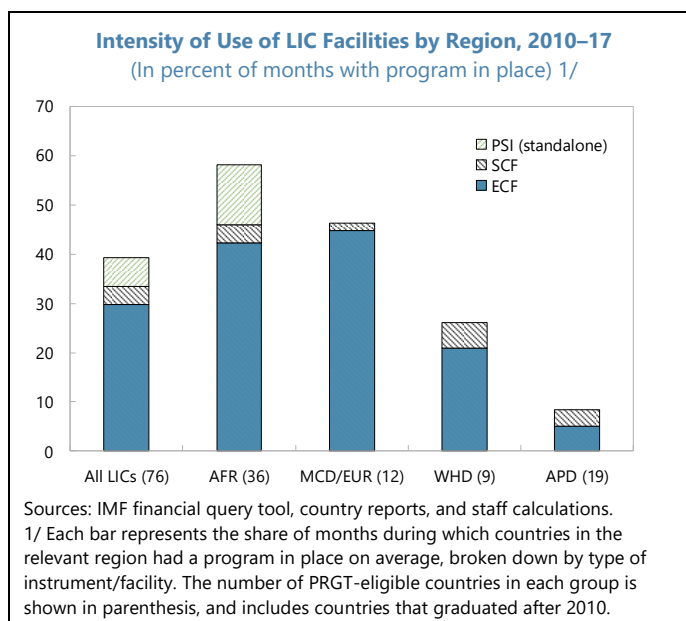 Intensity of Use of LIC Facilities by Region, 2010–17
(In percent of months with program in place) 1/
70
60
50
40
30
20
10
0
PSI (standalone)
SCF
ECF
All LICs (76)
AFR (36)
MCD/EUR (12)
WHD (9)
APD (19)
Sources: IMF financial query tool, country reports, and staff calculations.
1/ Each bar represents the share of months during which countries in the
relevant region had a program in place on average, broken down by type of
instrument/facility. The number of PRGT-eligible countries in each group is
shown in parenthesis, and includes countries that graduated after 2010.